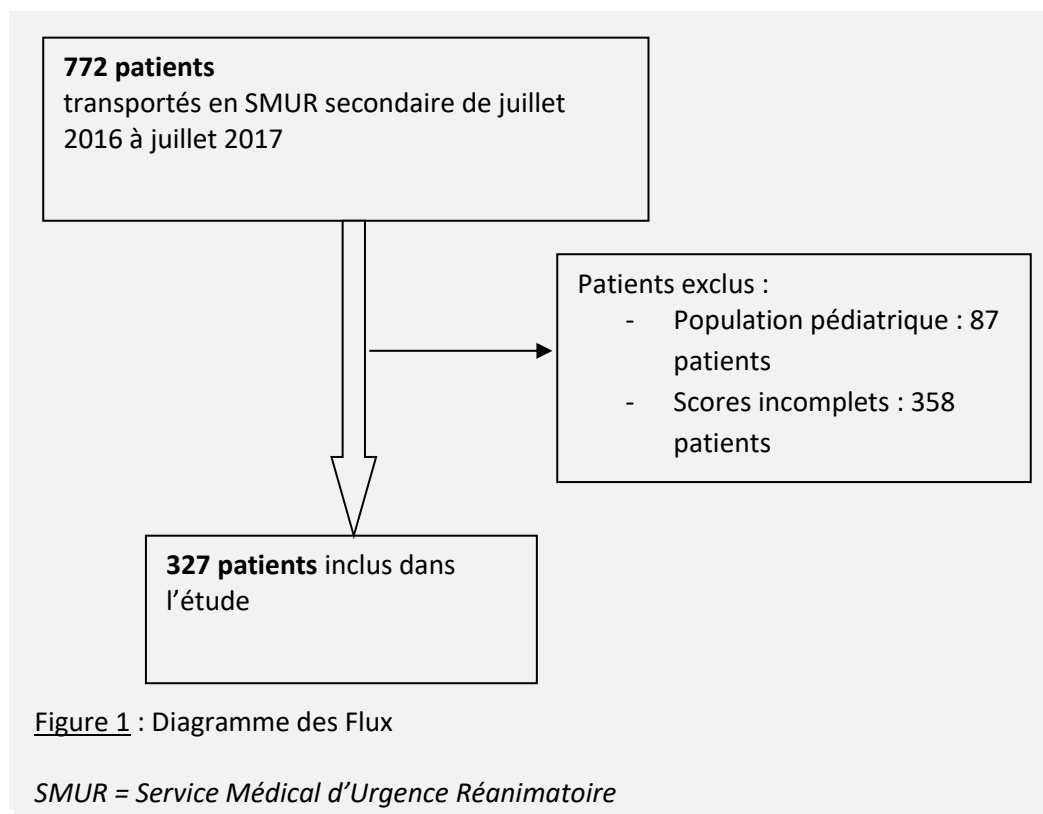 772 patients
transportés en SMUR secondaire de juillet
2016 à juillet 2017
Patients exclus :
- Population pédiatrique : 87
patients
- Scores incomplets : 358
patients
327 patients inclus dans
l’étude
Figure 1 : Diagramme des Flux
SMUR = Service Médical d’Urgence Réanimatoire